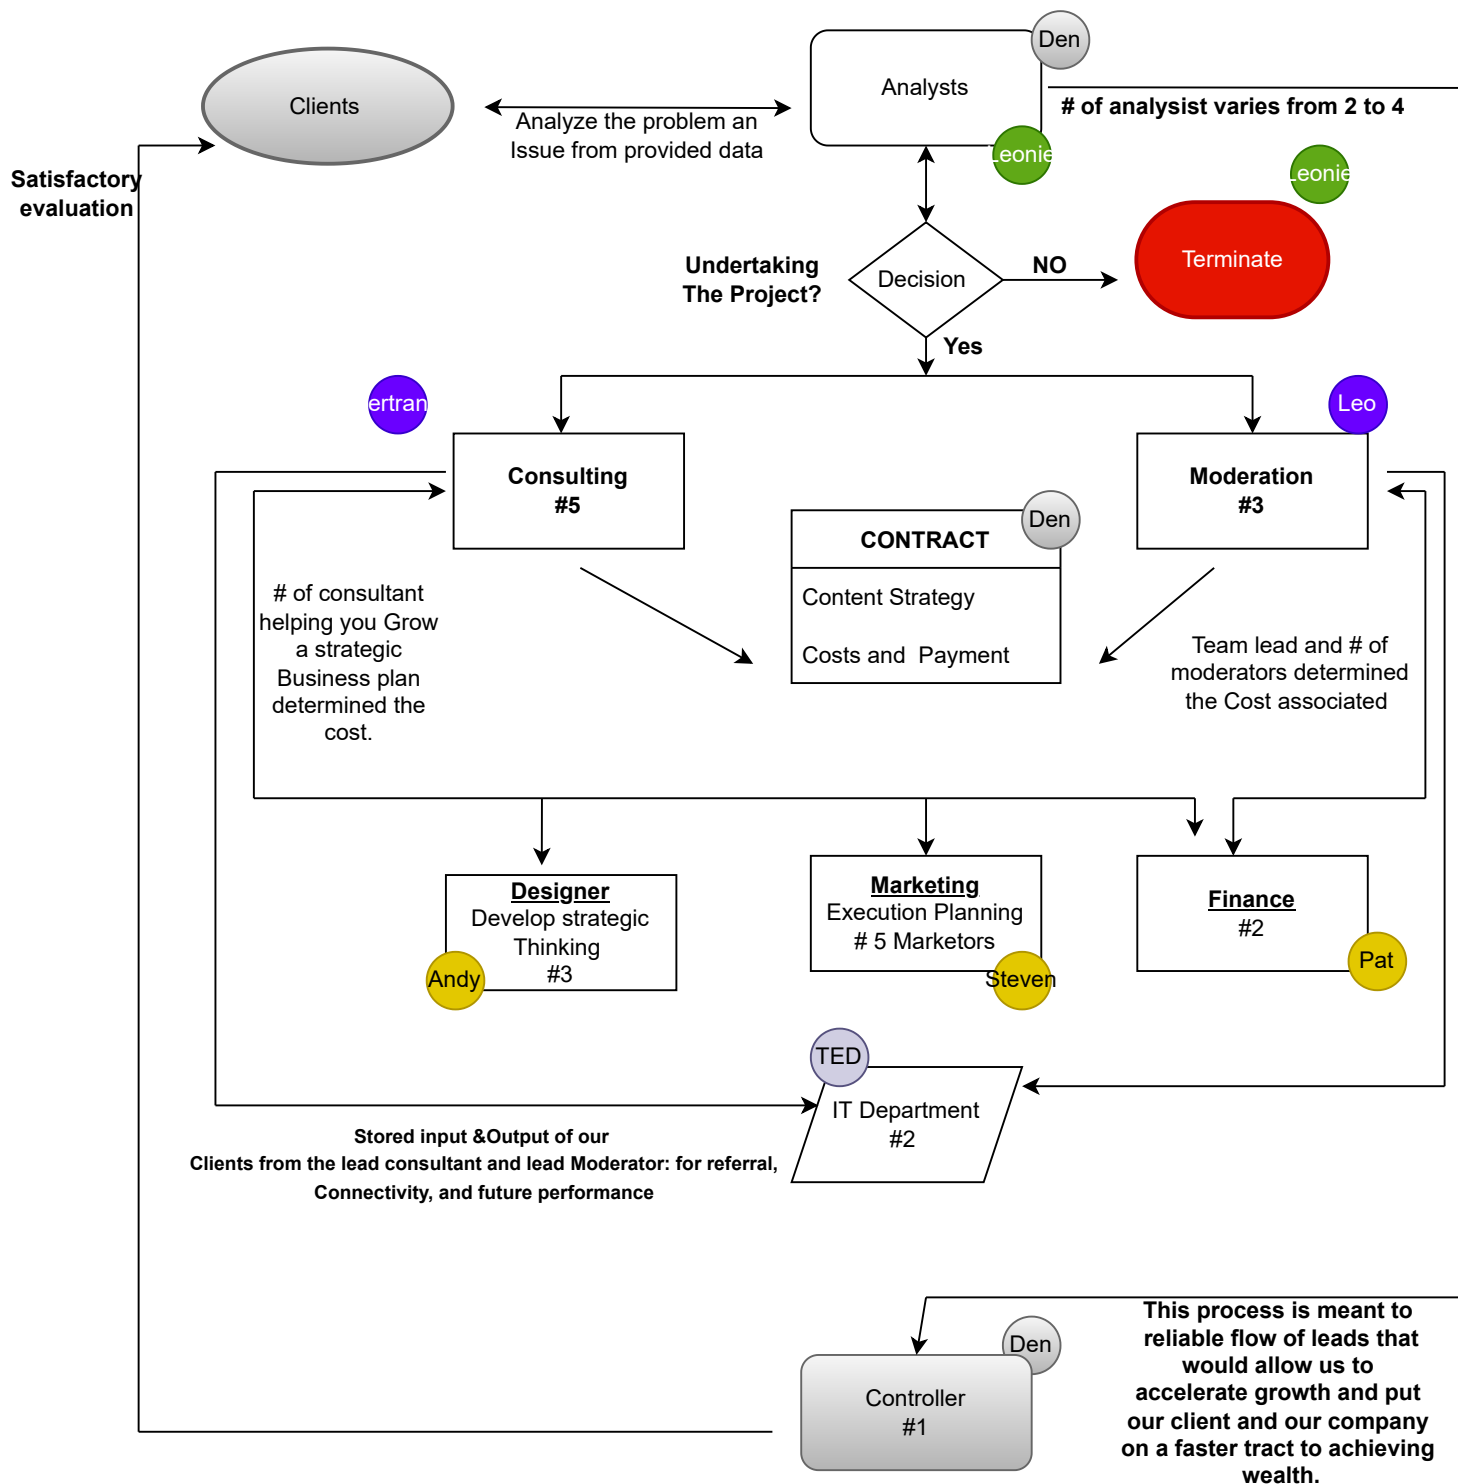 Den
Clients
Analysts
# of analysist varies from 2 to 4
Analyze the problem an
Issue from provided data
Leonie
Leonie
Satisfactory
evaluation
Undertaking
The Project?
Decision
NO
Terminate
Yes
ertran
Leo
Consulting
#5
Moderation
#3
Den
CONTRACT
Content Strategy
Costs and  Payment
# of consultant
helping you Grow
a strategic
Business plan
determined the
cost.
Team lead and # of
moderators determined
the Cost associated
Designer
Develop strategic
Thinking
#3
Andy
Marketing
Execution Planning
# 5 Marketors
Steven
Finance
#2
Pat
TED
IT Department
#2
Stored input &Output of our
Clients from the lead consultant and lead Moderator: for referral,
Connectivity, and future performance
Den
Controller
#1
This process is meant to
reliable flow of leads that
would allow us to
accelerate growth and put
our client and our company
on a faster tract to achieving
wealth.